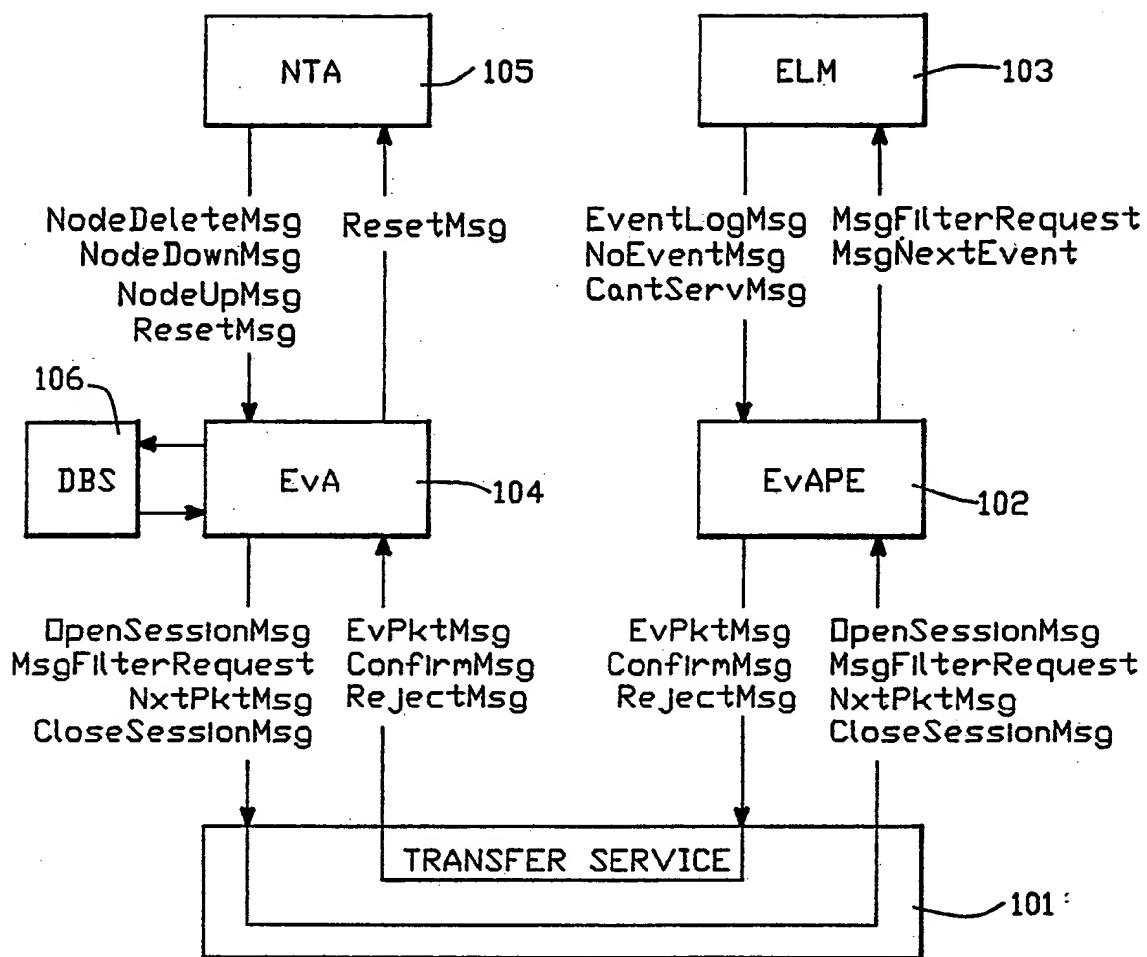 NTA
105
ELM
103
NodeDeleteMsg
NodeDownMsg
NodeUpMsg
ResetMsg
ResetMsg
EventLogMsg
NoEventMsg
CantServMsg
MsgFilterRequest
MsgNextEvent
106
DBS
EvA
104
EvAPE
102
OpenSessionMsg
MsgFilterRequest
NxtPktMsg
CloseSessionMsg
EvPktMsg
ConfirmMsg
RejectMsg
EvPktMsg
ConfirmMsg
RejectMsg
OpenSessionMsg
MsgFilterRequest
NxtPktMsg
CloseSessionMsg
TRANSFER SERVICE
101